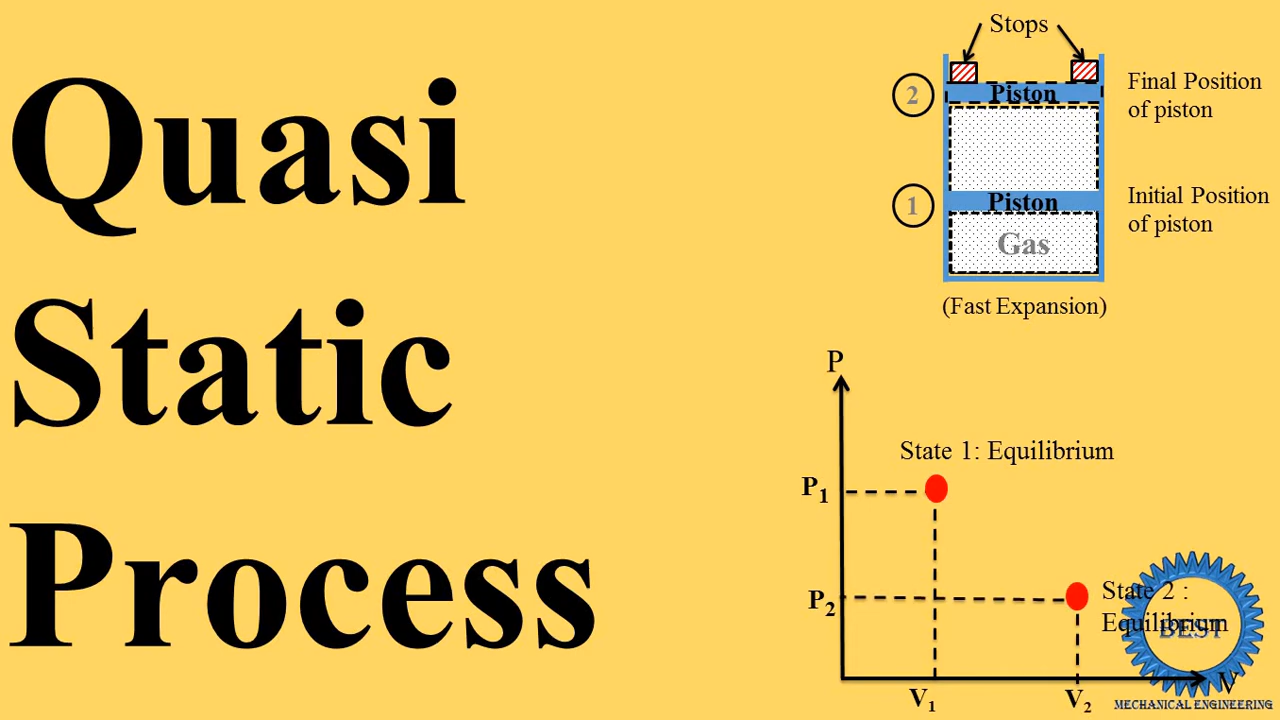 Quasi
Static
Process
Stops
2
Piston
Final Position
of piston
1
Piston
Initial Position
of piston
Gas
(Fast Expansion)
P
State 1: Equilibrium
P1
P2
State 2 :
Equilibrium
BEST
V
V1
V2
MECHANICAL ENGINEERING